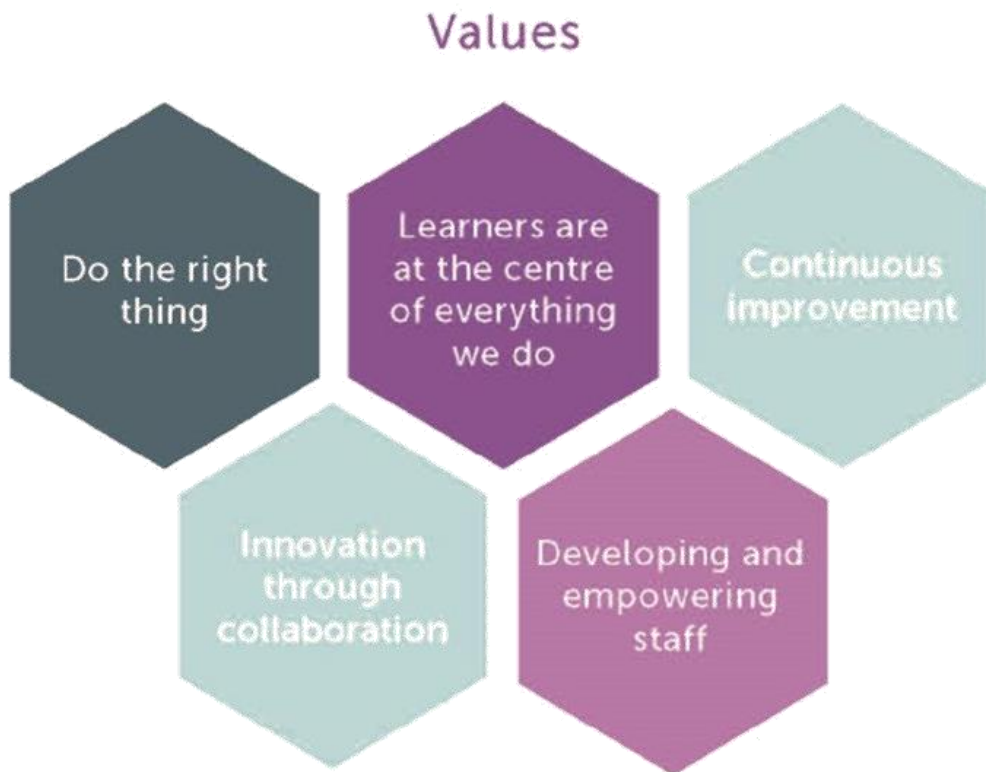 Values
Do the right
thing
Learners are
at the centre
of everything
we do
Continuous
improvement
Innovation
through
collaboration
Developing and
empowering
staff